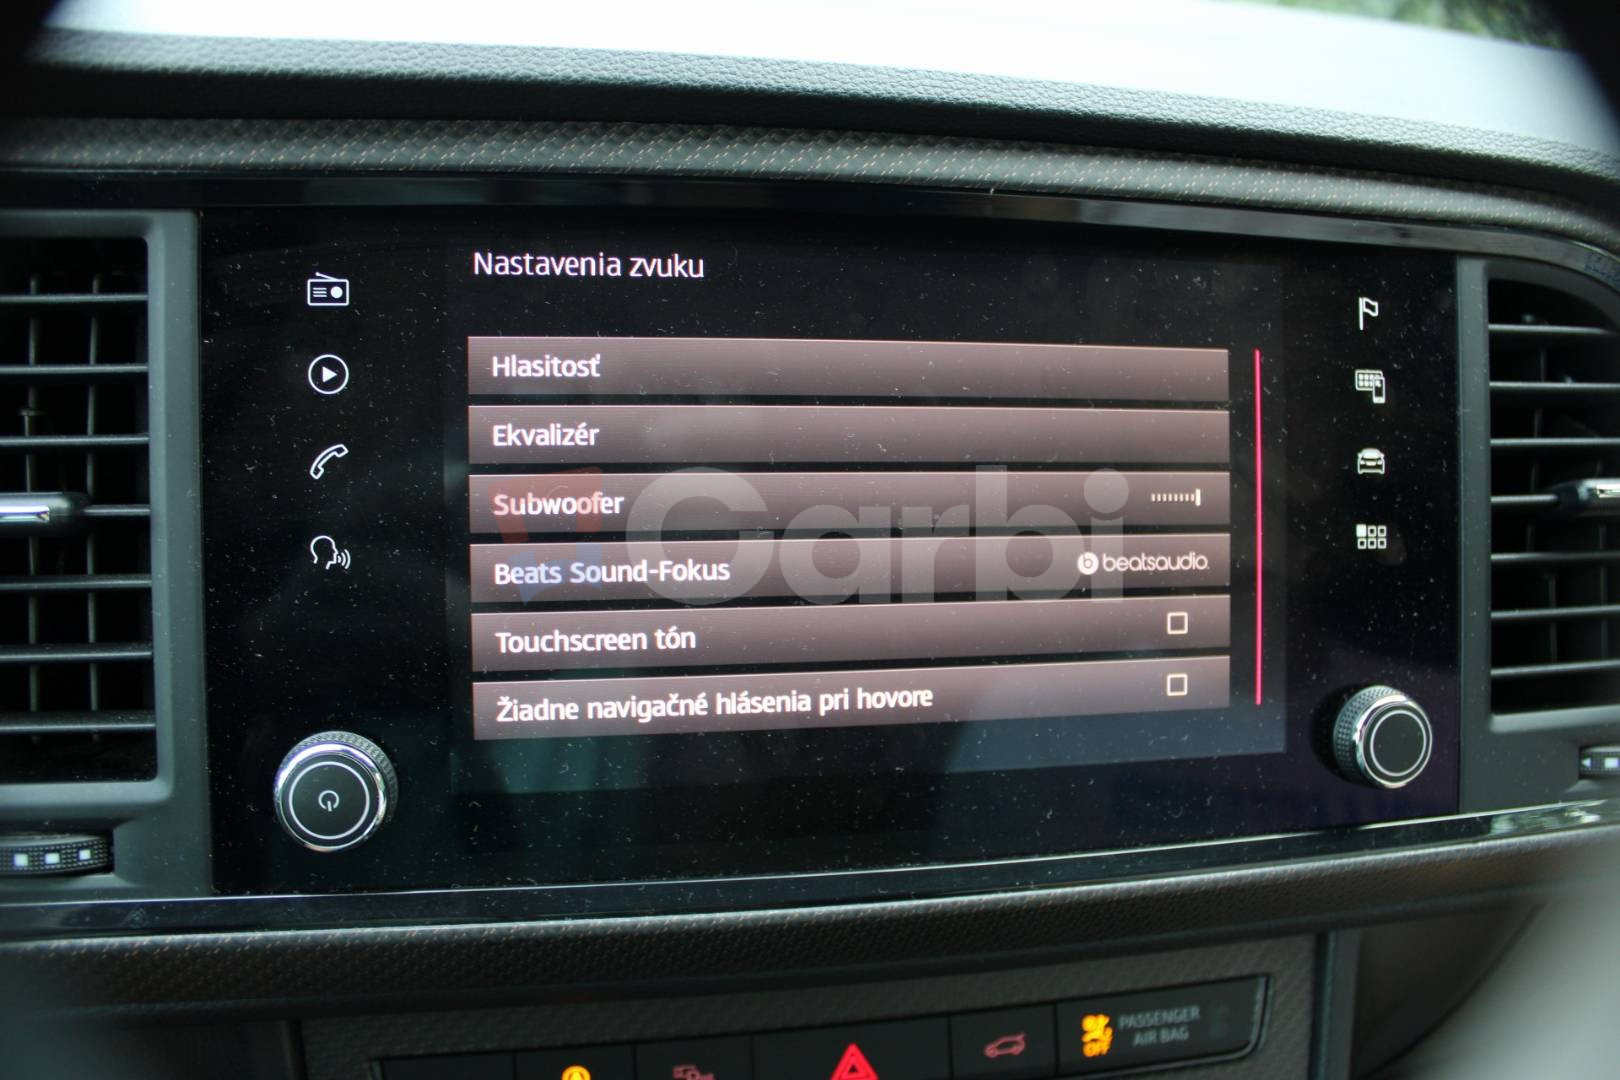 Nastavenia zvuku
Hlasitosť
Ekvalizér
Subwoofer
Carbi
Beats Sound-Fokus
beatsaudio
Touchscreen tón
Žiadne navigačné hlásenia pri hovore
PASSENGER
AIR BAG
OFF